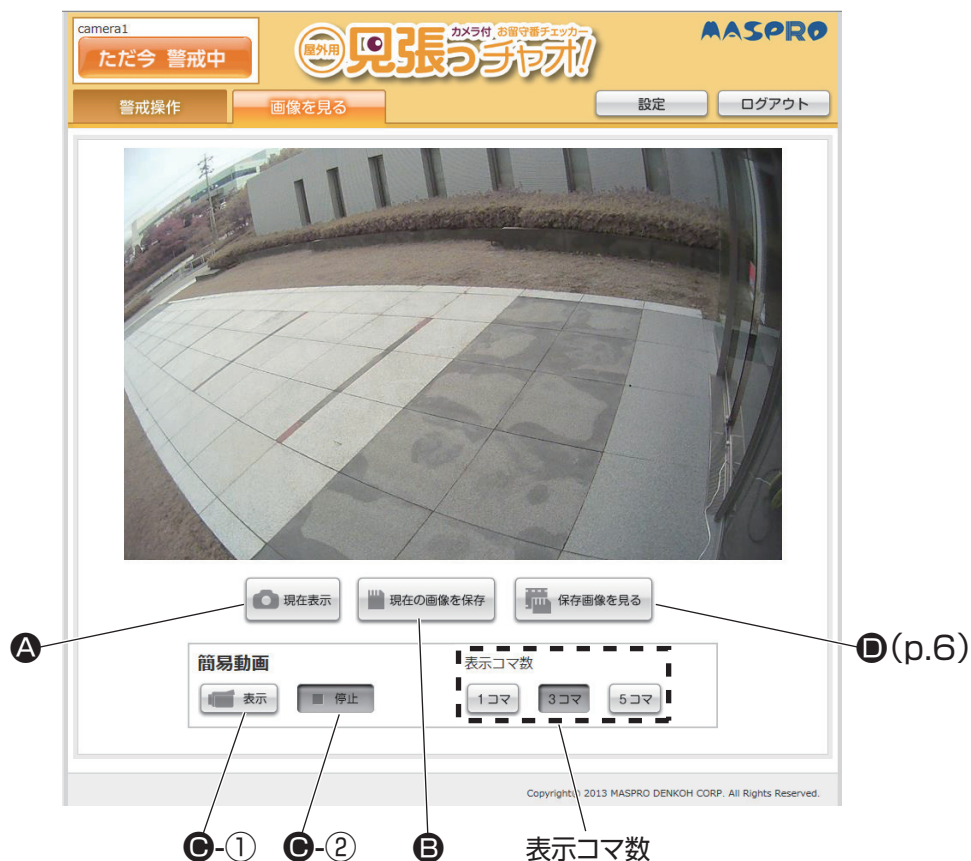 camera1
ただ今 警戒中
屋外用 見張っチャオ!
カメラ付 お留守番チェッカー
MASPRO
警戒操作
画像を見る
設定
ログアウト
現在表示
現在の画像を保存
保存画像を見る
A
D(p.6)
簡易動画
表示コマ数
表示
停止
1コマ
3コマ
5コマ
Copyright© 2013 MASPRO DENKOH CORP. All Rights Reserved.
C-①
C-②
B
表示コマ数